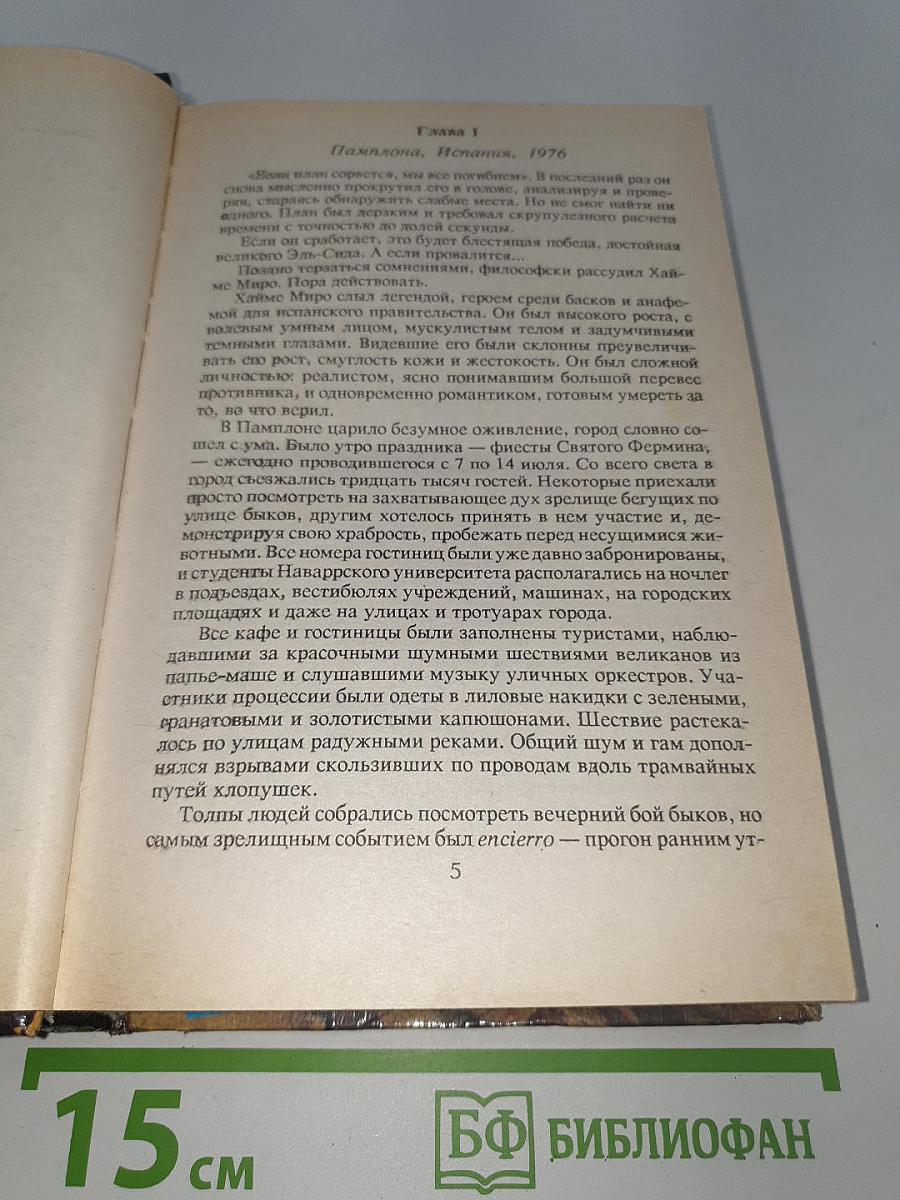 Глава 1
Памплона, Испания, 1976
«Если план сорвется, мы все погибнем». В последний раз он
снова мысленно прокрутил его в голове, анализируя и прове-
ряя, стараясь обнаружить слабые места. Но не смог найти ни
одного. План был дерзким и требовал скрупулезного расчета
времени с точностью до долей секунды.
Если он сработает, это будет блестящая победа, достойная
великого Эль-Сида. А если провалится...
Поздно терзаться сомнениями, философски рассудил Хай-
ме Миро. Пора действовать.
Хайме Миро слыл легендой, героем среди басков и анафе-
мой для испанского правительства. Он был высокого роста, с
волевым умным лицом, мускулистым телом и задумчивыми
темными глазами. Видевшие его были склонны преувеличи-
вать его рост, смуглость кожи и жестокость. Он был сложной
личностью: реалистом, ясно понимавшим большой перевес
противника, и одновременно романтиком, готовым умереть за
то, во что верил.
В Памплоне царило безумное оживление, город словно со-
шел с ума. Было утро праздника — фиесты Святого Фермина,
— ежегодно проводившегося с 7 по 14 июля. Со всего света в
город съезжались тридцать тысяч гостей. Некоторые приехали
просто посмотреть на захватывающее дух зрелище бегущих по
улице быков, другим хотелось принять в нем участие и, де-
монстрируя свою храбрость, пробежать перед несущимися жи-
вотными. Все номера гостиниц были уже давно забронированы,
и студенты Наваррского университета располагались на ночлег
в подъездах, вестибюлях учреждений, машинах, на городских
площадях и даже на улицах и тротуарах города.
Все кафе и гостиницы были заполнены туристами, наблю-
давшими за красочными шумными шествиями великанов из
папье-маше и слушавшими музыку уличных оркестров. Уча-
стники процессии были одеты в лиловые накидки с зелеными,
гранатовыми и золотистыми капюшонами. Шествие растека-
лось по улицам радужными реками. Общий шум и гам допол-
нялся взрывами скользивших по проводам вдоль трамвайных
путей хлопушек.
Толпы людей собрались посмотреть вечерний бой быков, но
самым зрелищным событием был encierro — прогон ранним ут-
5
15 см
БФ БИБЛИОФАН